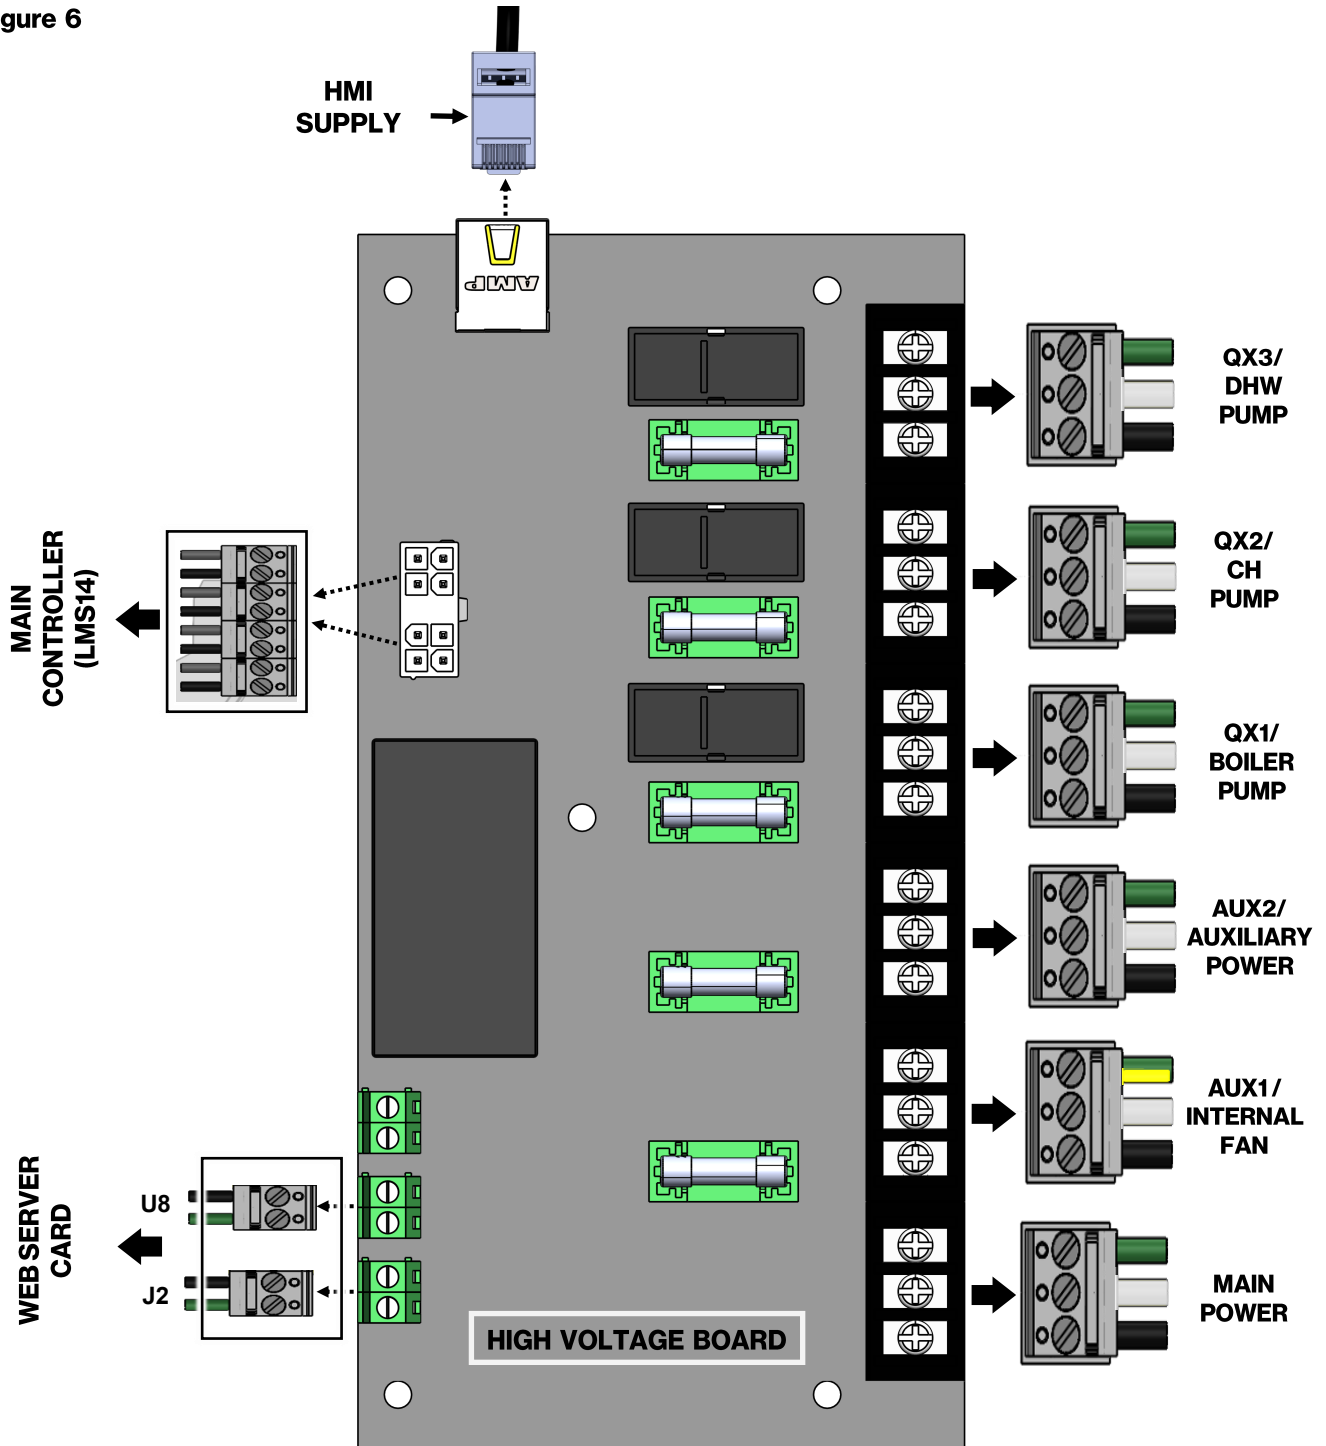 gure 6
HMI
SUPPLY
AMP
QX3/
DHW
PUMP
QX2/
CH
PUMP
MAIN
CONTROLLER
(LMS14)
QX1/
BOILER
PUMP
AUX2/
AUXILIARY
POWER
AUX1/
INTERNAL
FAN
WEB SERVER
CARD
U8
J2
MAIN
POWER
HIGH VOLTAGE BOARD